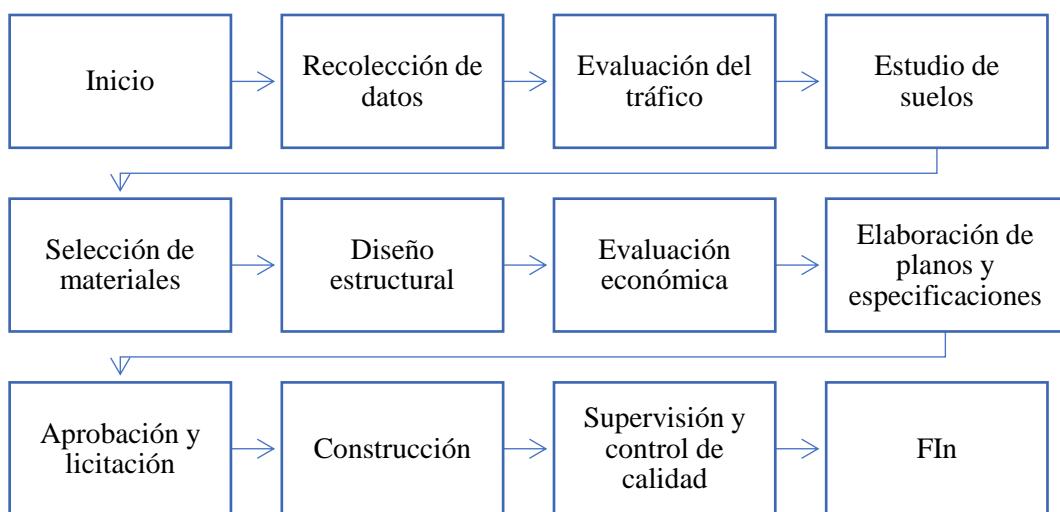 Inicio
Recolección de
datos
Evaluación del
tráfico
Estudio de
suelos
Selección de
materiales
Diseño
estructural
Evaluación
económica
Elaboración de
planos y
especificaciones
Aprobación y
licitación
Construcción
Supervisión y
control de
calidad
FIn